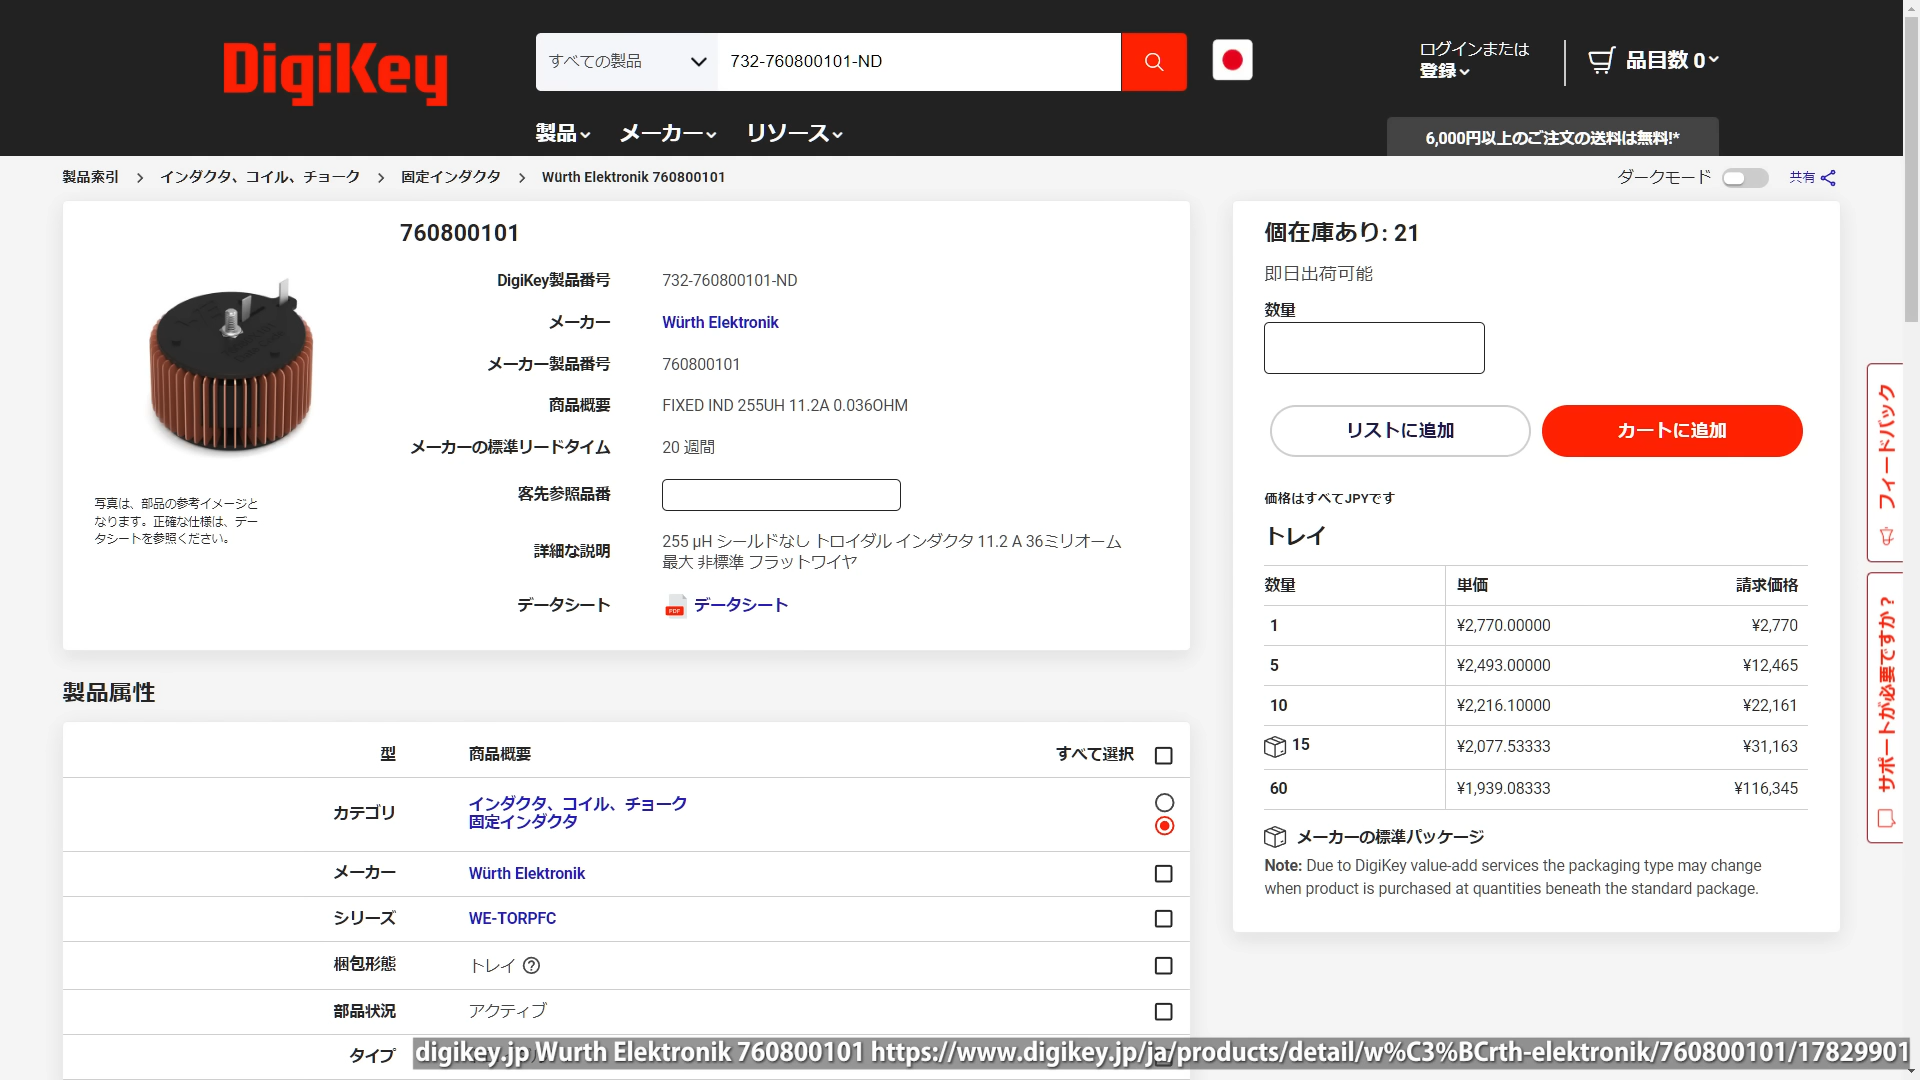 DigiKey
すべての製品
732-760800101-ND
ログインまたは
登録
品目数 0
製品
メーカー
リソース
6,000円以上のご注文の送料は無料!*
製品索引 > インダクタ、コイル、チョーク > 固定インダクタ > Würth Elektronik 760800101
ダークモード
共有
760800101
DigiKey製品番号 732-760800101-ND
メーカー Würth Elektronik
メーカー製品番号 760800101
商品概要 FIXED IND 255UH 11.2A 0.036OHM
メーカーの標準リードタイム 20 週間
客先参照品番
詳細な説明 255 µH シールドなし トロイダル インダクタ 11.2 A 36ミリオーム
最大 非標準 フラットワイヤ
データシート PDF データシート
写真は、部品の参考イメージと
なります。正確な仕様は、デー
タシートを参照ください。
個在庫あり: 21
即日出荷可能
数量
リストに追加
カートに追加
価格はすべてJPYです
トレイ
数量 単価 請求価格
1 ¥2,770.00000 ¥2,770
5 ¥2,493.00000 ¥12,465
10 ¥2,216.10000 ¥22,161
15 ¥2,077.53333 ¥31,163
60 ¥1,939.08333 ¥116,345
メーカーの標準パッケージ
Note: Due to DigiKey value-add services the packaging type may change
when product is purchased at quantities beneath the standard package.
フィードバック
サポートが必要ですか?
製品属性
型 商品概要 すべて選択
カテゴリ インダクタ、コイル、チョーク
固定インダクタ
メーカー Würth Elektronik
シリーズ WE-TORPFC
梱包形態 トレイ ?
部品状況 アクティブ
タイプ
digikey.jp Wurth Elektronik 760800101 https://www.digikey.jp/ja/products/detail/w%C3%BCrth-elektronik/760800101/17829901